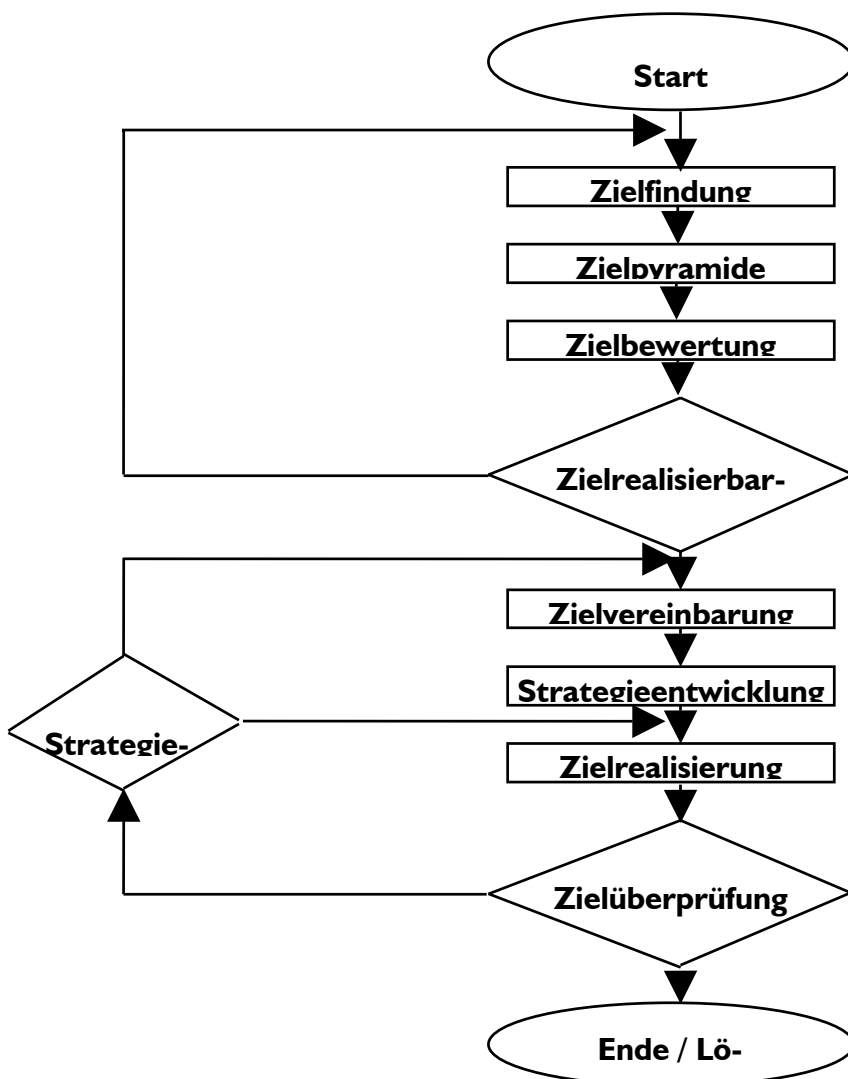 Start
Zielfindung
Zielpyramide
Zielbewertung
Zielrealisierbar-
Zielvereinbarung
Strategieentwicklung
Strategie-
Zielrealisierung
Zielüberprüfung
Ende / Lö-